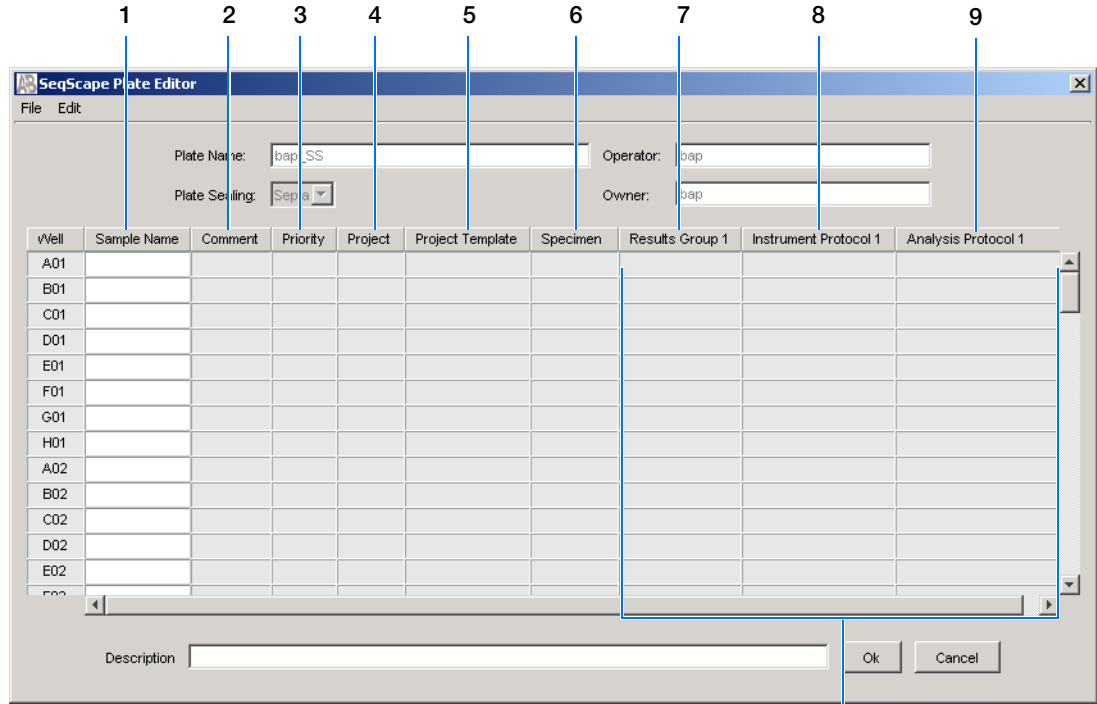 1 2 3 4 5 6 7 8 9
SeqScape Plate Editor
File Edit
Plate Name: bap_SS Operator: bap
Plate Sealing: Septa Owner: bap
Well Sample Name Comment Priority Project Project Template Specimen Results Group 1 Instrument Protocol 1 Analysis Protocol 1
A01
B01
C01
D01
E01
F01
G01
H01
A02
B02
C02
D02
E02
Description Ok Cancel